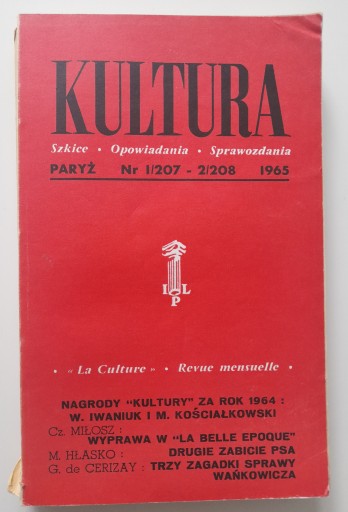 KULTURA
Szkice • Opowiadania • Sprawozdania
PARYŻ Nr 1/207 - 2/208 1965
I L
P
• « La Culture » • Revue mensuelle •
NAGRODY “KULTURY” ZA ROK 1964 :
W. IWANIUK I M. KOŚCIAŁKOWSKI
Cz. MIŁOSZ :
WYPRAWA W “LA BELLE EPOQUE”
M. HŁASKO : DRUGIE ZABICIE PSA
G. de CERIZAY : TRZY ZAGADKI SPRAWY
WAŃKOWICZA